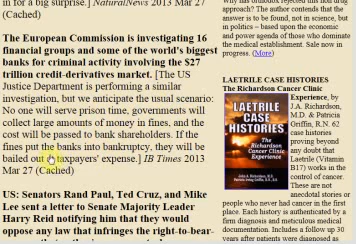 in for a big surprise.] NaturalNews 2013 Mar 27
(Cached)
The European Commission is investigating 16
financial groups and some of the world's biggest
banks for criminal activity involving the $27
trillion credit-derivatives market. [The US
Justice Department is performing a similar
investigation, but we anticipate the usual scenario:
No one will serve prison time, governments will
collect large amounts of money in fines, and the
cost will be passed to bank shareholders. If the
fines put the banks into bankruptcy, they will be
bailed out at taxpayers' expense.] IB Times 2013
Mar 27 (Cached)
US: Senators Rand Paul, Ted Cruz, and Mike
Lee sent a letter to Senate Majority Leader
Harry Reid notifying him that they would
oppose any law that infringes the right-to-bear-
approach? The author contends that the
answer is to be found, not in science, but
in politics – based upon the economic
and power agenda of those who dominate
the medical establishment. Sale now in
progress. (More)
LAETRILE CASE HISTORIES
The Richardson Cancer Clinic
Experience, by
J.A. Richardson,
M.D. & Patricia
Griffin, R.N. 62
case histories
proving beyond
any doubt that
Laetrile (Vitamin
B17) works in the
control of cancer.
These are not
anecdotal stories or
people who never had cancer in the first
place. Each history is authenticated by a
firm diagnosis and meticulous medical
documentation. Includes a follow up 30
years after patients were diagnosed as
LAETRILE
CASE
HISTORIES
The
Richardson
Cancer Clinic
Experience